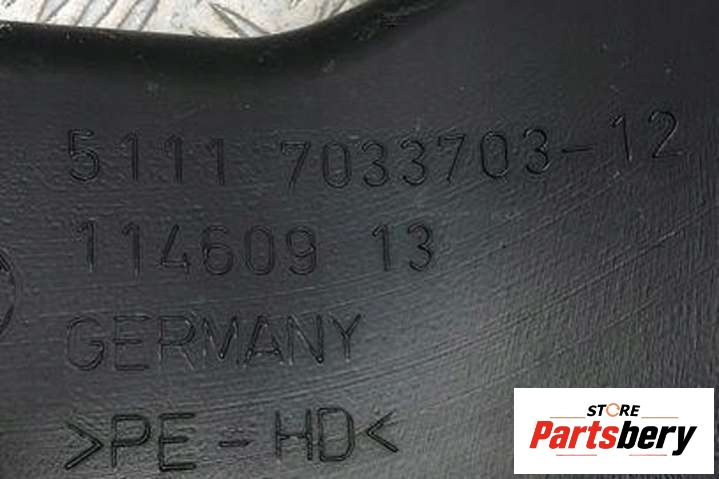 5111 7033703-12
114609 13
GERMANY
>PE-HD<
STORE
Partsbery